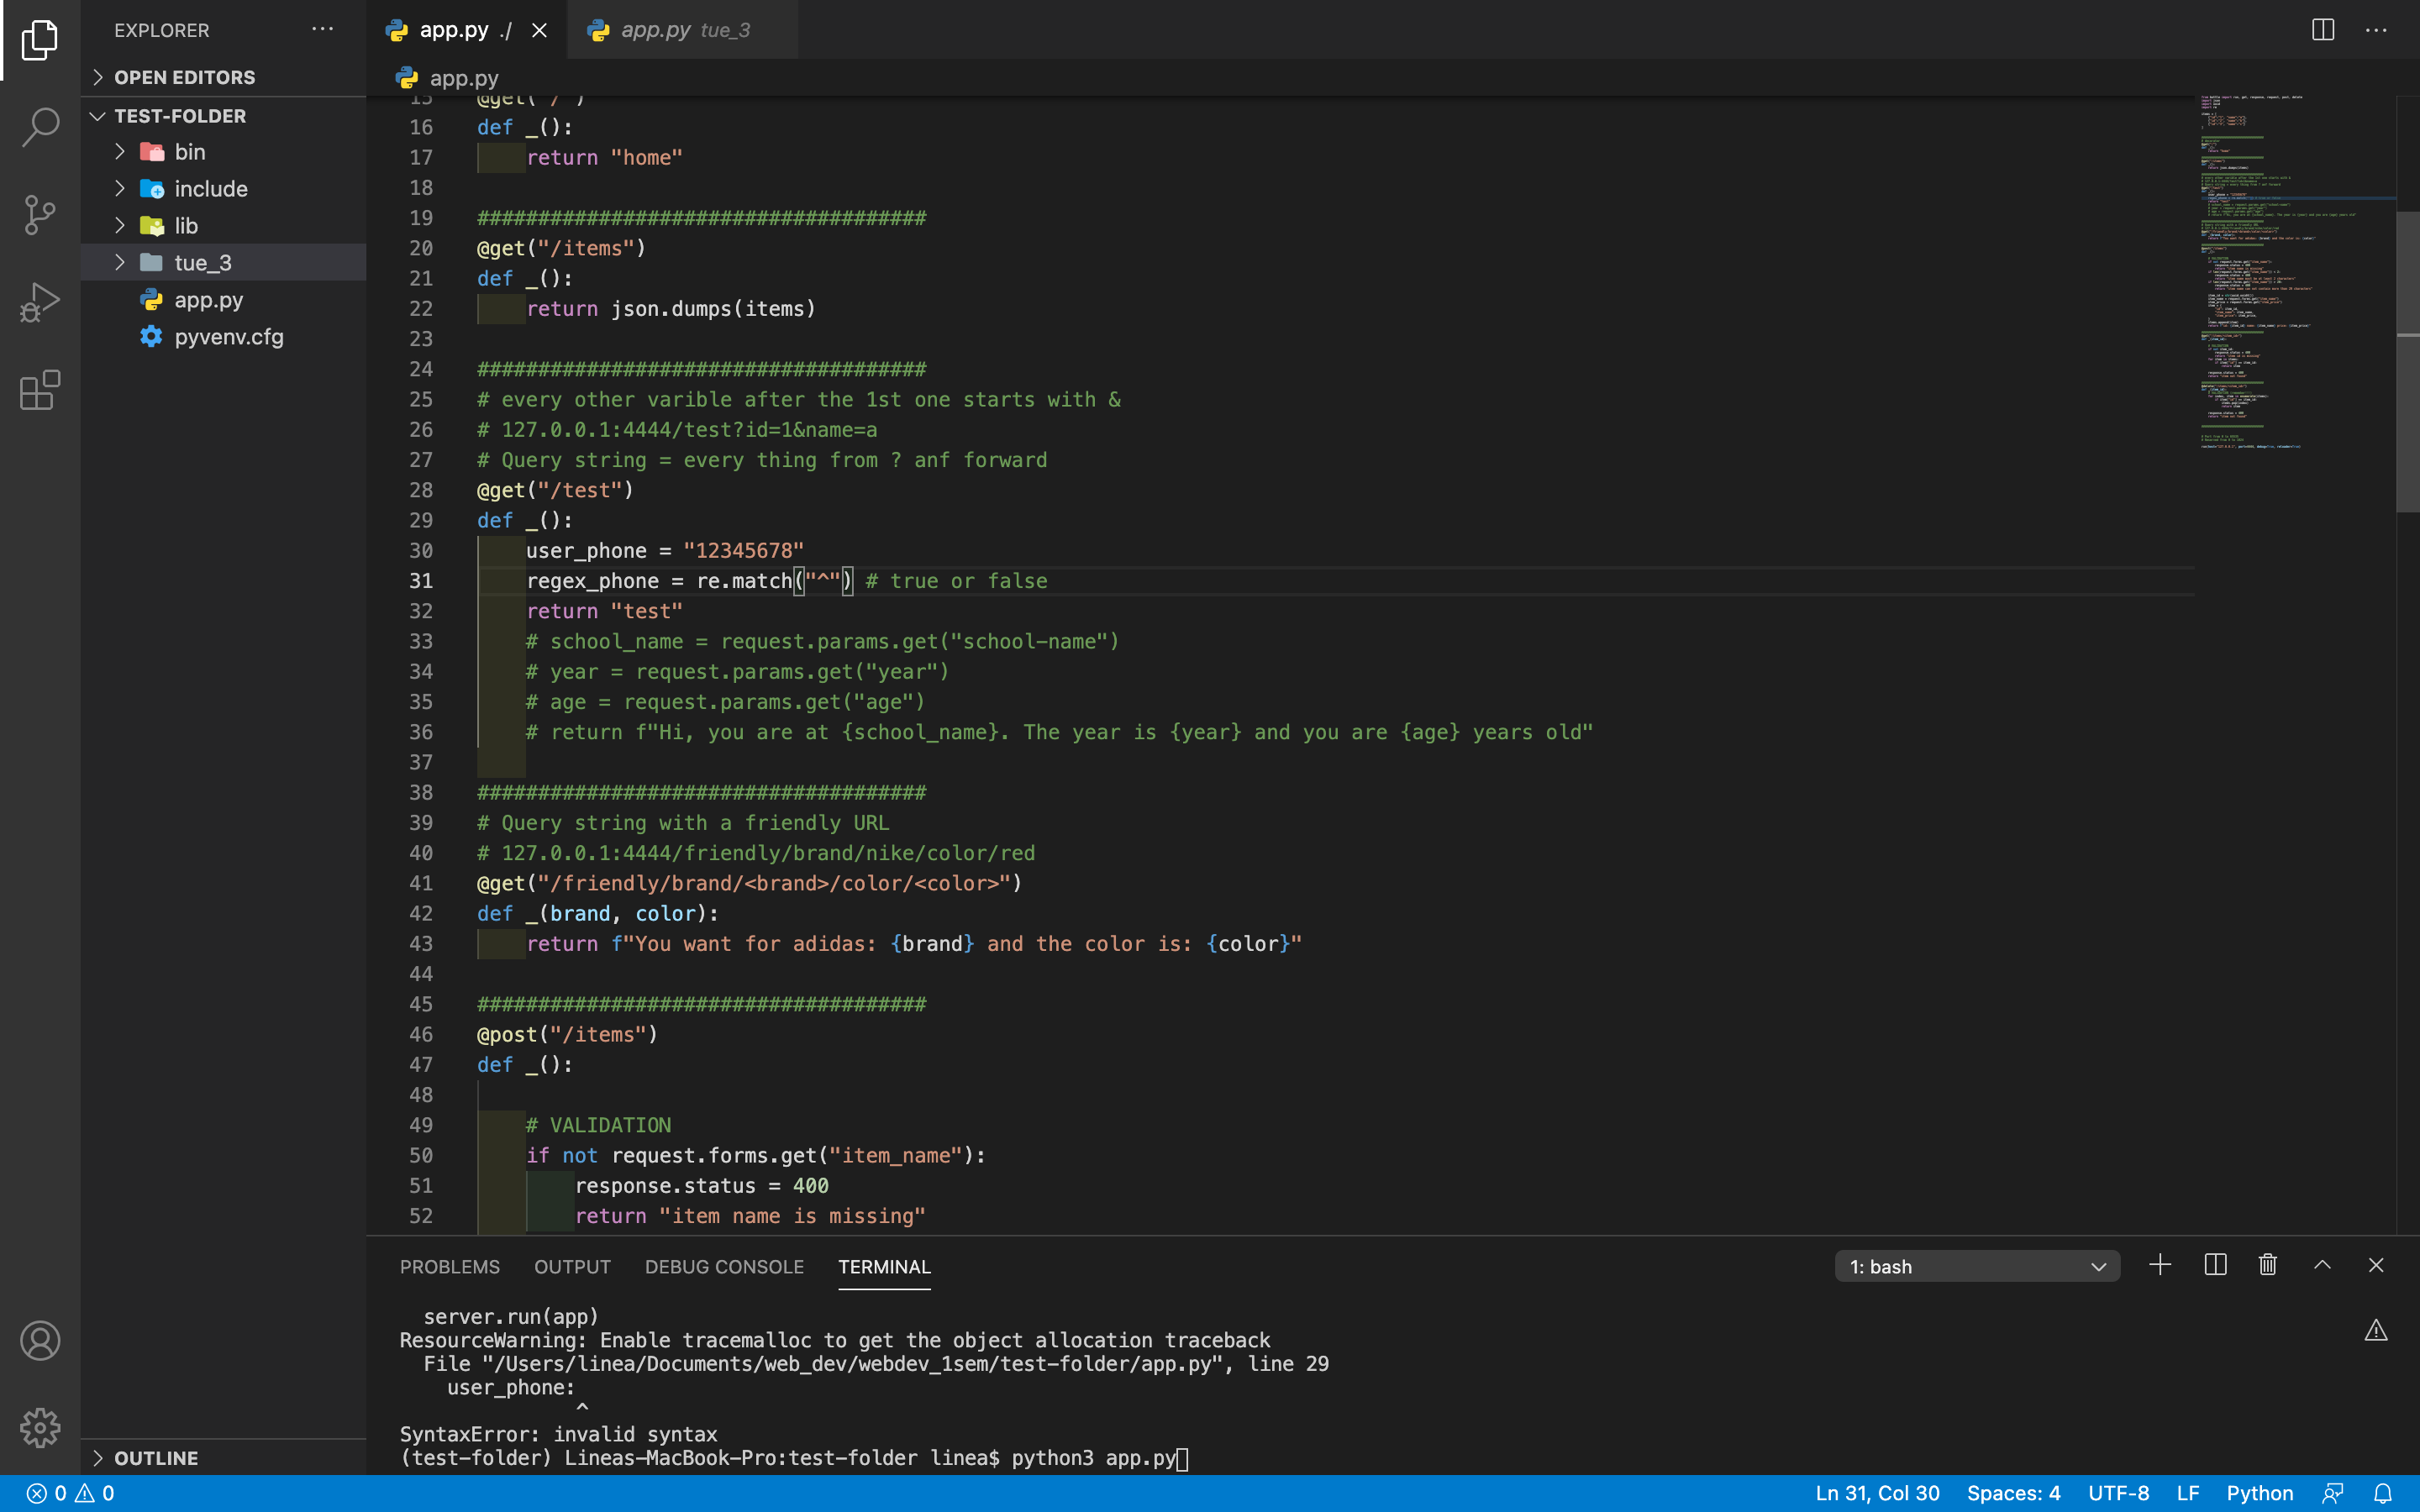 EXPLORER
OPEN EDITORS
TEST-FOLDER
bin
include
lib
tue_3
app.py
pyvenv.cfg
OUTLINE
app.py ./
app.py tue_3
app.py
15 @get("/")
16 def _():
17     return "home"
18
19 #####################################
20 @get("/items")
21 def _():
22     return json.dumps(items)
23
24 #####################################
25 # every other varible after the 1st one starts with &
26 # 127.0.0.1:4444/test?id=1&name=a
27 # Query string = every thing from ? anf forward
28 @get("/test")
29 def _():
30     user_phone = "12345678"
31     regex_phone = re.match("^") # true or false
32     return "test"
33     # school_name = request.params.get("school-name")
34     # year = request.params.get("year")
35     # age = request.params.get("age")
36     # return f"Hi, you are at {school_name}. The year is {year} and you are {age} years old"
37
38 #####################################
39 # Query string with a friendly URL
40 # 127.0.0.1:4444/friendly/brand/nike/color/red
41 @get("/friendly/brand/<brand>/color/<color>")
42 def _(brand, color):
43     return f"You want for adidas: {brand} and the color is: {color}"
44
45 #####################################
46 @post("/items")
47 def _():
48
49     # VALIDATION
50     if not request.forms.get("item_name"):
51         response.status = 400
52         return "item name is missing"
PROBLEMS OUTPUT DEBUG CONSOLE TERMINAL 1: bash
  server.run(app)
ResourceWarning: Enable tracemalloc to get the object allocation traceback
  File "/Users/linea/Documents/web_dev/webdev_1sem/test-folder/app.py", line 29
    user_phone:
               ^
SyntaxError: invalid syntax
(test-folder) Lineas-MacBook-Pro:test-folder linea$ python3 app.py
0 0 Ln 31, Col 30 Spaces: 4 UTF-8 LF Python